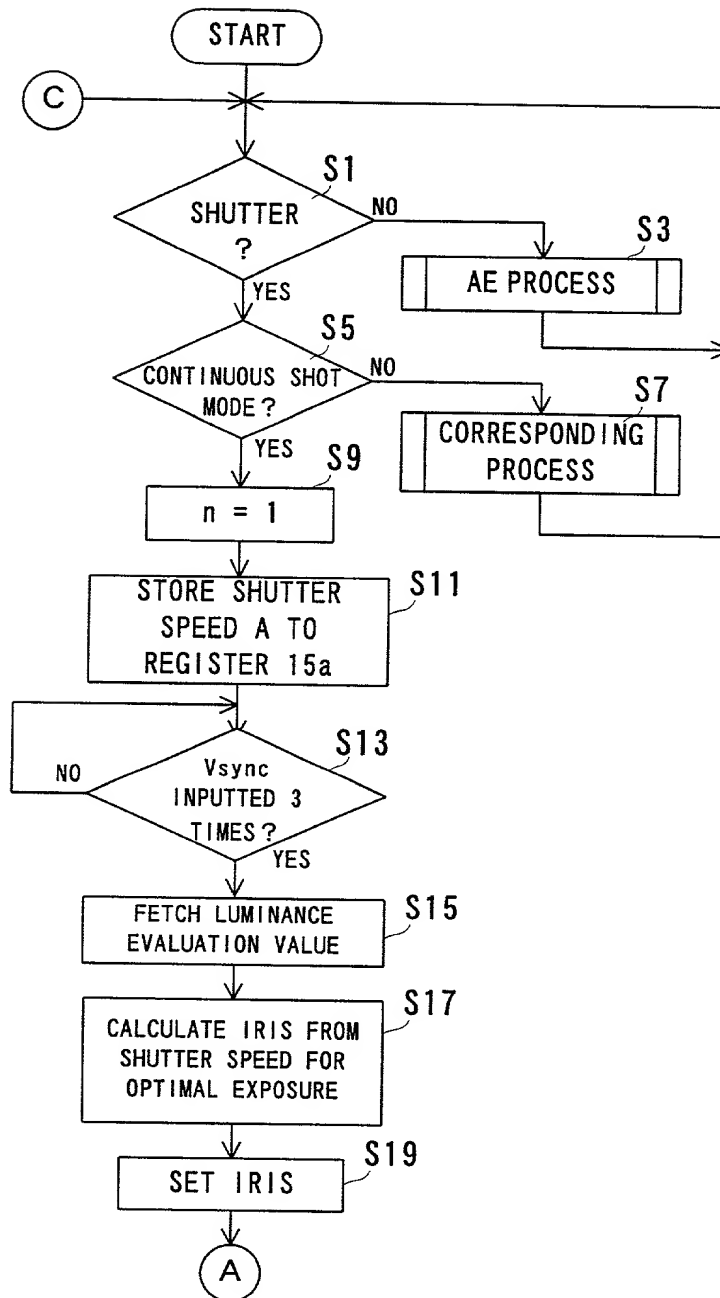 START
C
S1
SHUTTER
?
NO
YES
S3
AE PROCESS
S5
CONTINUOUS SHOT
MODE?
NO
YES
S7
CORRESPONDING
PROCESS
S9
n = 1
S11
STORE SHUTTER
SPEED A TO
REGISTER 15a
S13
Vsync
INPUTTED 3
TIMES?
NO
YES
S15
FETCH LUMINANCE
EVALUATION VALUE
S17
CALCULATE IRIS FROM
SHUTTER SPEED FOR
OPTIMAL EXPOSURE
S19
SET IRIS
A